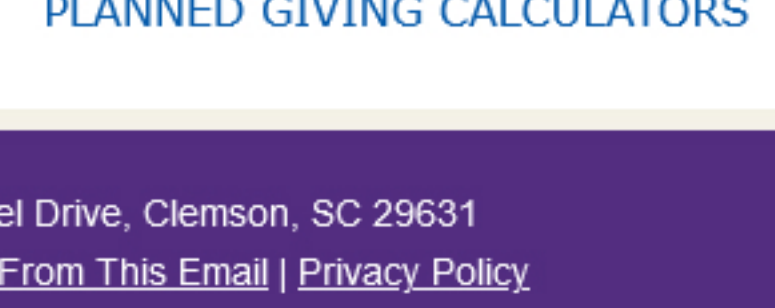 PLANNED GIVING CALCULATORS
el Drive, Clemson, SC 29631
From This Email | Privacy Policy